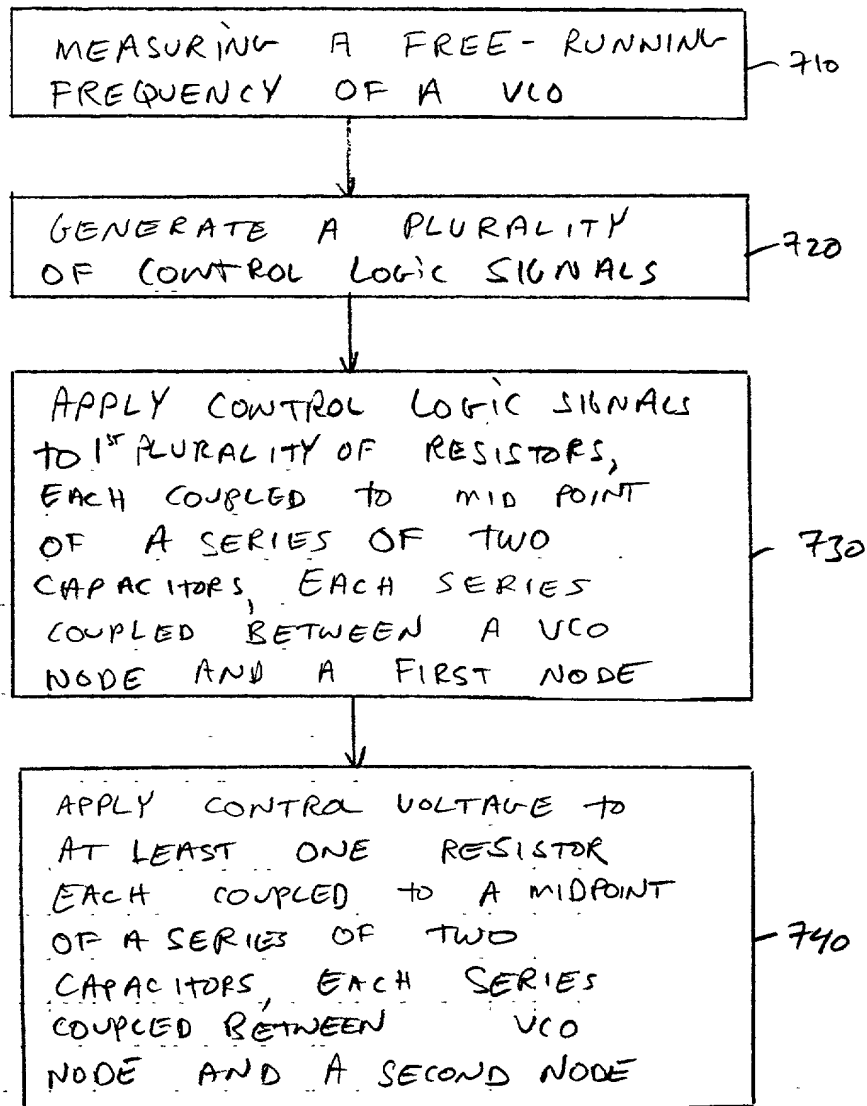 MEASURING A FREE-RUNNING
FREQUENCY OF A VCO
710
GENERATE A PLURALITY
OF CONTROL LOGIC SIGNALS
720
APPLY CONTROL LOGIC SIGNALS
TO 1ST PLURALITY OF RESISTORS,
EACH COUPLED TO MID POINT
OF A SERIES OF TWO
CAPACITORS, EACH SERIES
COUPLED BETWEEN A VCO
NODE AND A FIRST NODE
730
APPLY CONTROL VOLTAGE TO
AT LEAST ONE RESISTOR
EACH COUPLED TO A MIDPOINT
OF A SERIES OF TWO
CAPACITORS, EACH SERIES
COUPLED BETWEEN VCO
NODE AND A SECOND NODE
740